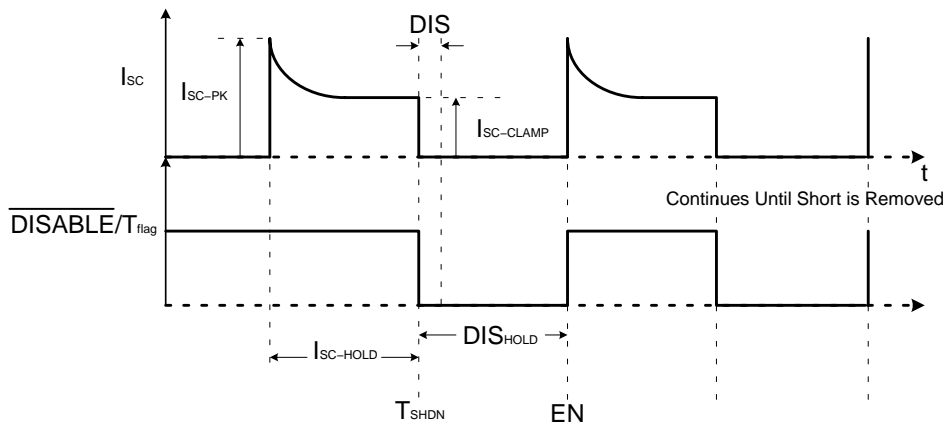 DIS
ISC
ISC–PK
ISC–CLAMP
t
Continues Until Short is Removed
DISABLE/Tflag
ISC–HOLD
DISHOLD
TSHDN
EN